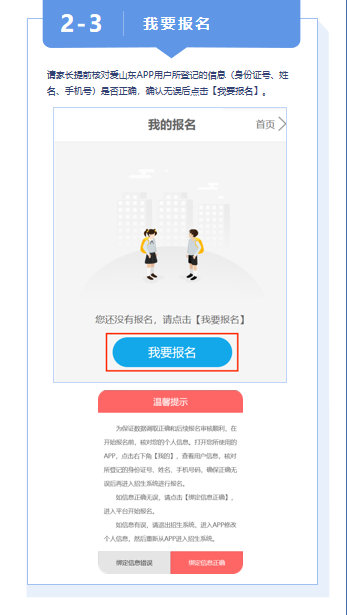 2-3 我要报名
请家长提前核对爱山东APP用户所登记的信息（身份证号、姓
名、手机号）是否正确，确认无误后点击【我要报名】。
我的报名 首页
您还没有报名，请点击【我要报名】
我要报名
温馨提示
为保证数据调取正确和后续报名审核顺利，在
开始报名前，核对您的个人信息。打开您所使用的
APP，点击右下角【我的】，查看用户信息，核对
所登记的身份证号、姓名、手机号码，确保正确无
误后再进入招生系统进行报名。
如信息正确无误，请点击【绑定信息正确】，
进入平台开始报名。
如信息有误，请退出招生系统，进入APP修改
个人信息，然后重新从APP进入招生系统。
绑定信息错误 绑定信息正确